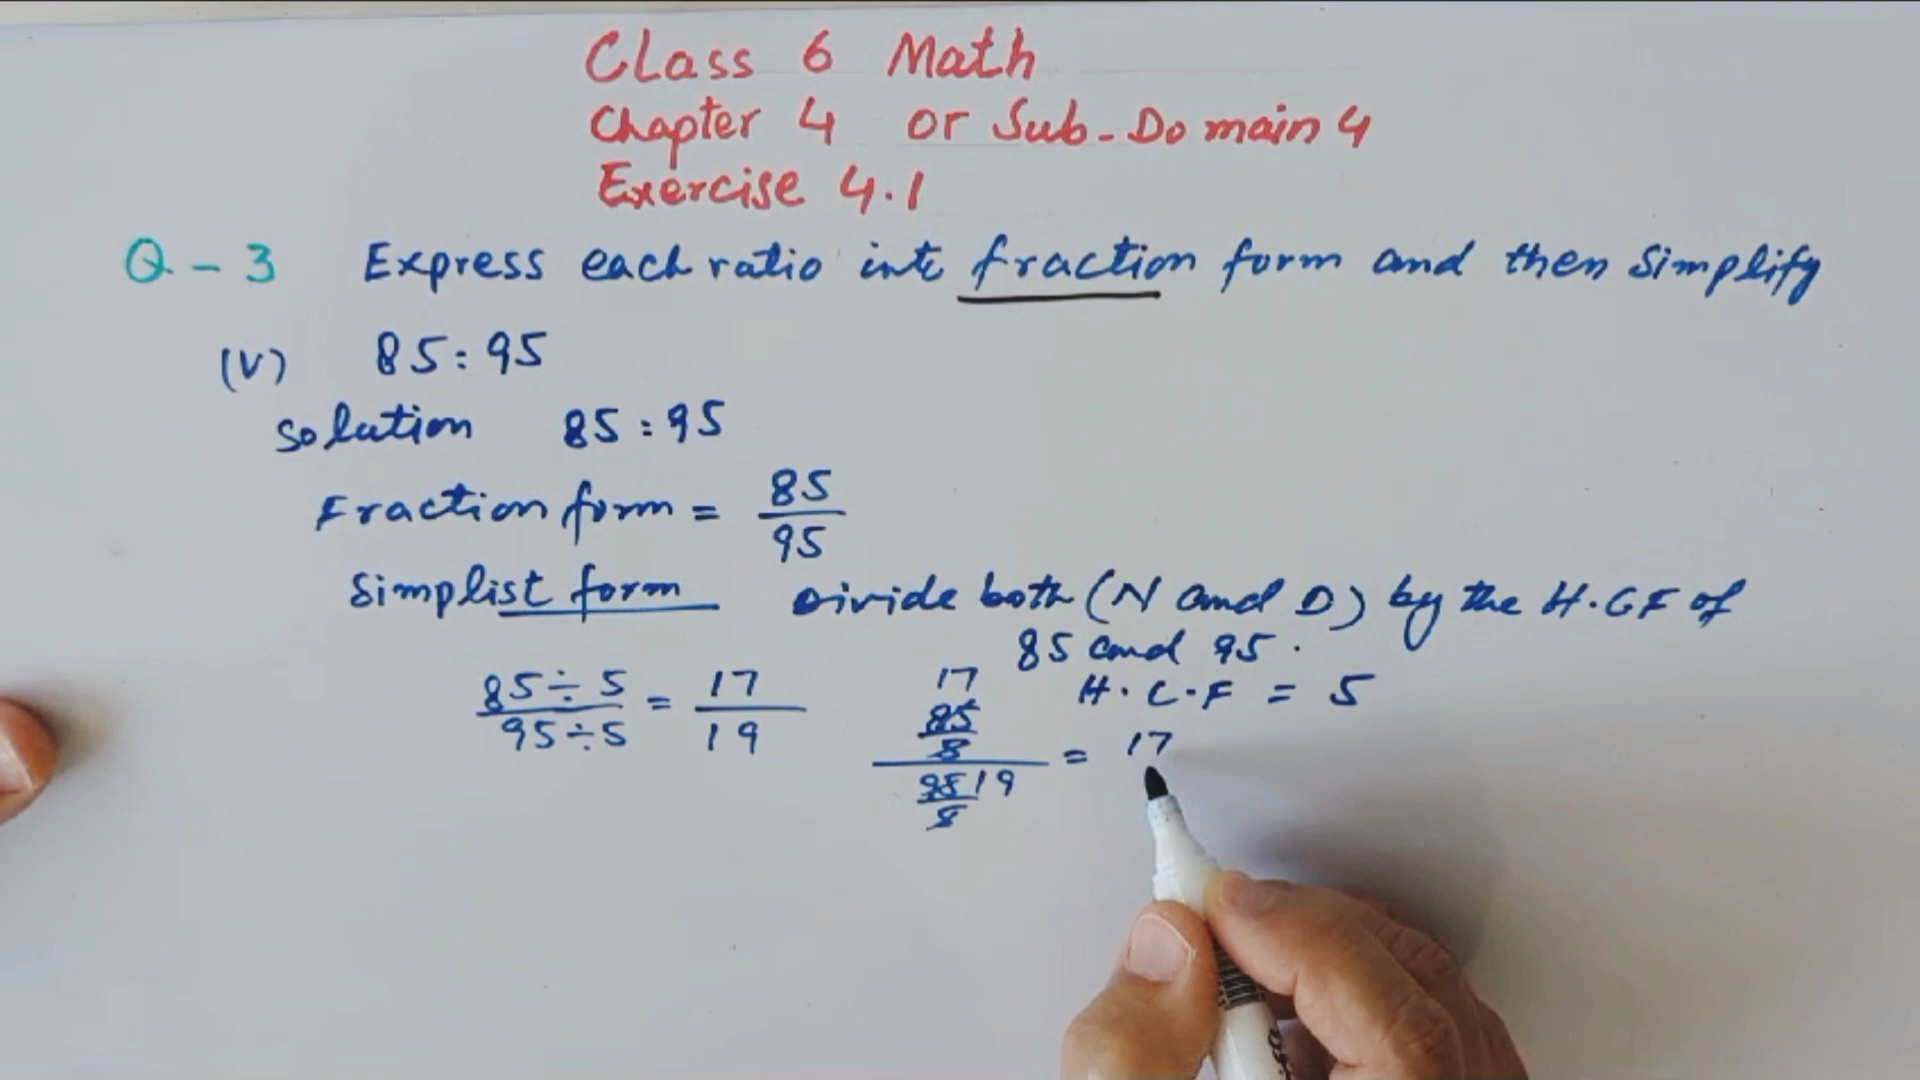 Class 6 Math
Chapter 4 or Sub-Domain 4
Exercise 4.1
Q-3 Express each ratio into fraction form and then Simplify
(V) 85:95
Solution 85:95
Fraction form = 85/95
Simplist form Divide both (N and D) by the H.C.F of
85 and 95.
H.C.F = 5
85÷5/95÷5 = 17/19
17
85/5
95/5 19
= 17